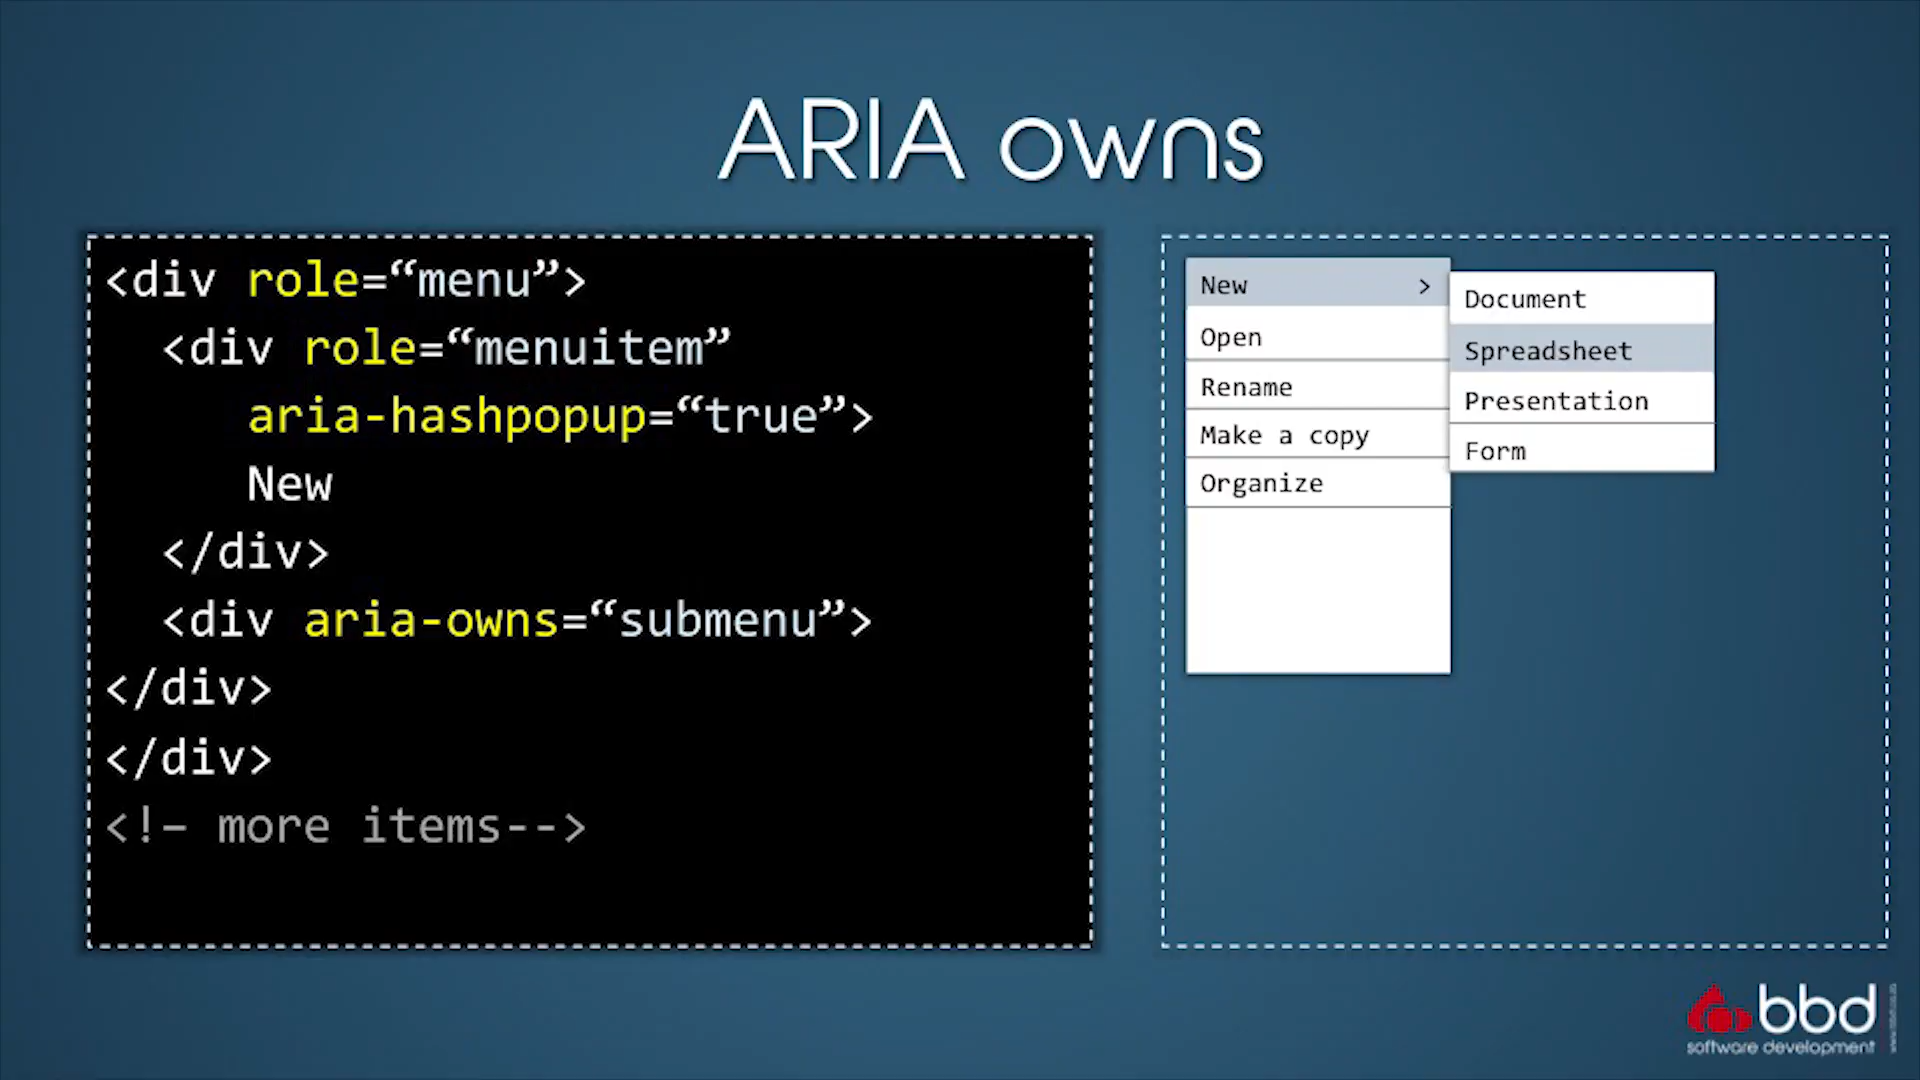 ARIA owns
<div role=“menu”>
<div role=“menuitem”
aria-hashpopup=“true”>
New
</div>
<div aria-owns=“submenu”>
</div>
</div>
<!– more items-->
New >
Open
Rename
Make a copy
Organize
Document
Spreadsheet
Presentation
Form
bbd
software development